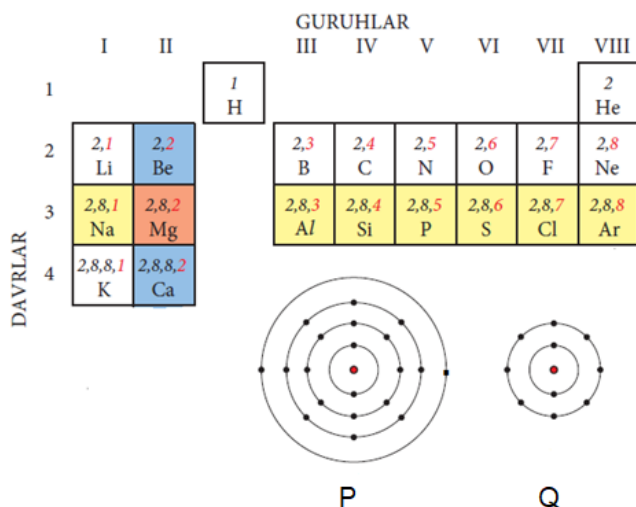 GURUHLAR
I II III IV V VI VII VIII
1 1 2
H He
2 2,1 2,2 2,3 2,4 2,5 2,6 2,7 2,8
Li Be B C N O F Ne
3 2,8,1 2,8,2 2,8,3 2,8,4 2,8,5 2,8,6 2,8,7 2,8,8
Na Mg Al Si P S Cl Ar
4 2,8,8,1 2,8,8,2
K Ca
DAVRLAR
P Q